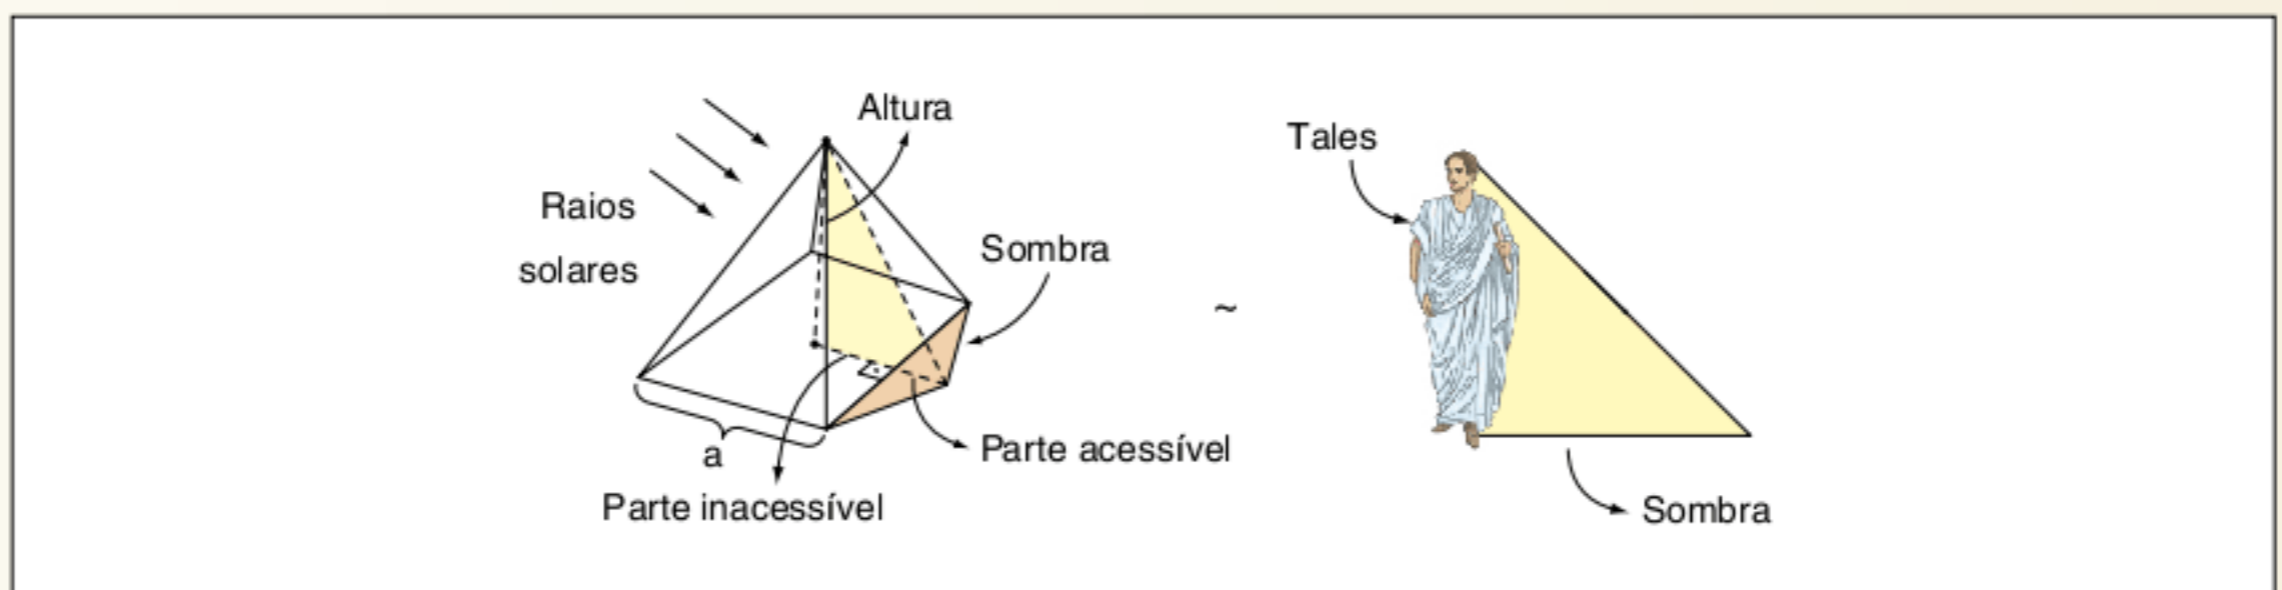 Altura
Raios
solares
Sombra
a
Parte acessível
Parte inacessível
~
Tales
Sombra